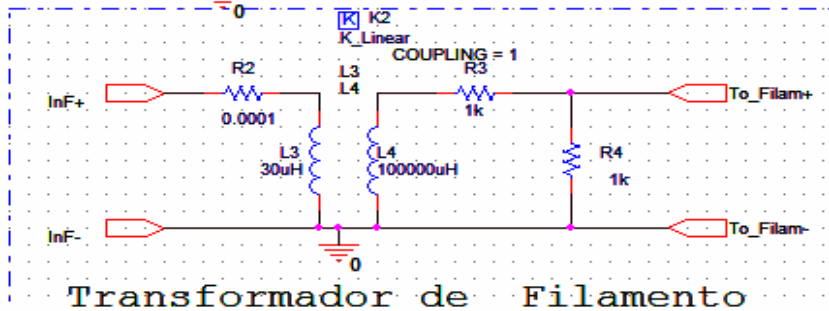 0
K K2
K_Linear
COUPLING = 1
L3
L4
R2
0.0001
R3
1k
InF+
To_Filam+
L3
30uH
L4
100000uH
R4
1k
InF-
To_Filam-
0
Transformador de Filamento